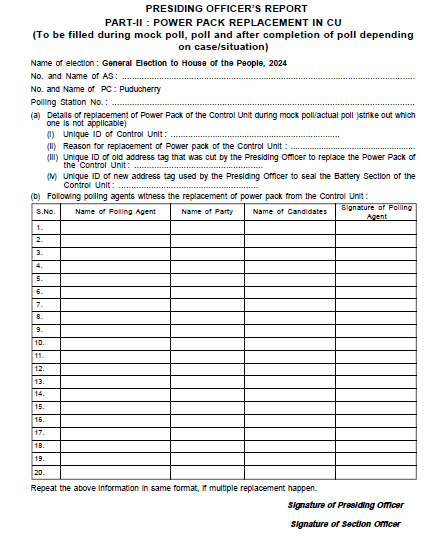 PRESIDING OFFICER'S REPORT
PART-II : POWER PACK REPLACEMENT IN CU
(To be filled during mock poll, poll and after completion of poll depending
on case/situation)
Name of election : General Election to House of the People, 2024
No. and Name of AS : ....................................................................................................
No. and Name of PC : Puducherry
Polling Station No. : ....................................................................................................
(a) Details of replacement of Power Pack of the Control Unit during mock poll/actual poll )strike out which
one is not applicable)
(i) Unique ID of Control Unit : ............................................................
(ii) Reason for replacement of Power pack of the Control Unit : ............................................
(iii) Unique ID of old address tag that was cut by the Presiding Officer to replace the Power Pack of
the Control Unit : ..............................................
(iv) Unique ID of new address tag used by the Presiding Officer to seal the Battery Section of the
Control Unit : ..................................................
(b) Following polling agents witness the replacement of power pack from the Control Unit :
S.No. Name of Polling Agent Name of Party Name of Candidates Signature of Polling Agent
1.
2.
3.
4.
5.
6.
7.
8.
9.
10.
11.
12.
13.
14.
15.
16.
17.
18.
19.
20.
Repeat the above information in same format, if multiple replacement happen.
Signature of Presiding Officer
Signature of Section Officer